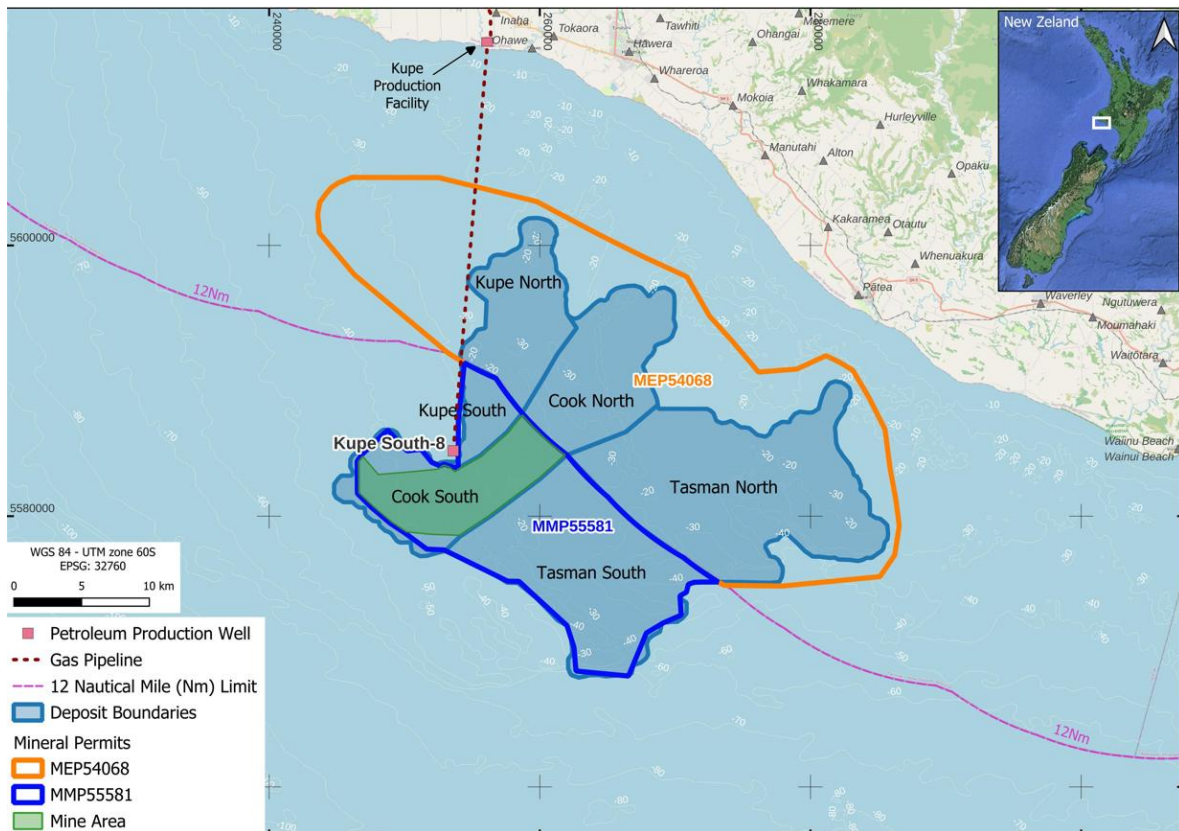 240000
260000
280000
Inaha
Ohawe
Tokaora
Tawhiti
Hāwera
Ohangai
Meremere
Whareroa
Mokoia
Whakamara
Hurleyville
Manutahi
Alton
Opaku
Kakaramea
Otautu
Whenuakura
Pātea
Waverley
Ngutuwera
Moumahaki
Waitōtara
Waiinu Beach
Wainui Beach
New Zeland
Kupe
Production
Facility
5600000
12Nm
Kupe North
Cook North
MEP54068
Kupe South
Kupe South-8
Cook South
Tasman North
5580000
MMP55581
Tasman South
12Nm
WGS 84 - UTM zone 60S
EPSG: 32760
0 5 10 km
Petroleum Production Well
Gas Pipeline
12 Nautical Mile (Nm) Limit
Deposit Boundaries
Mineral Permits
MEP54068
MMP55581
Mine Area